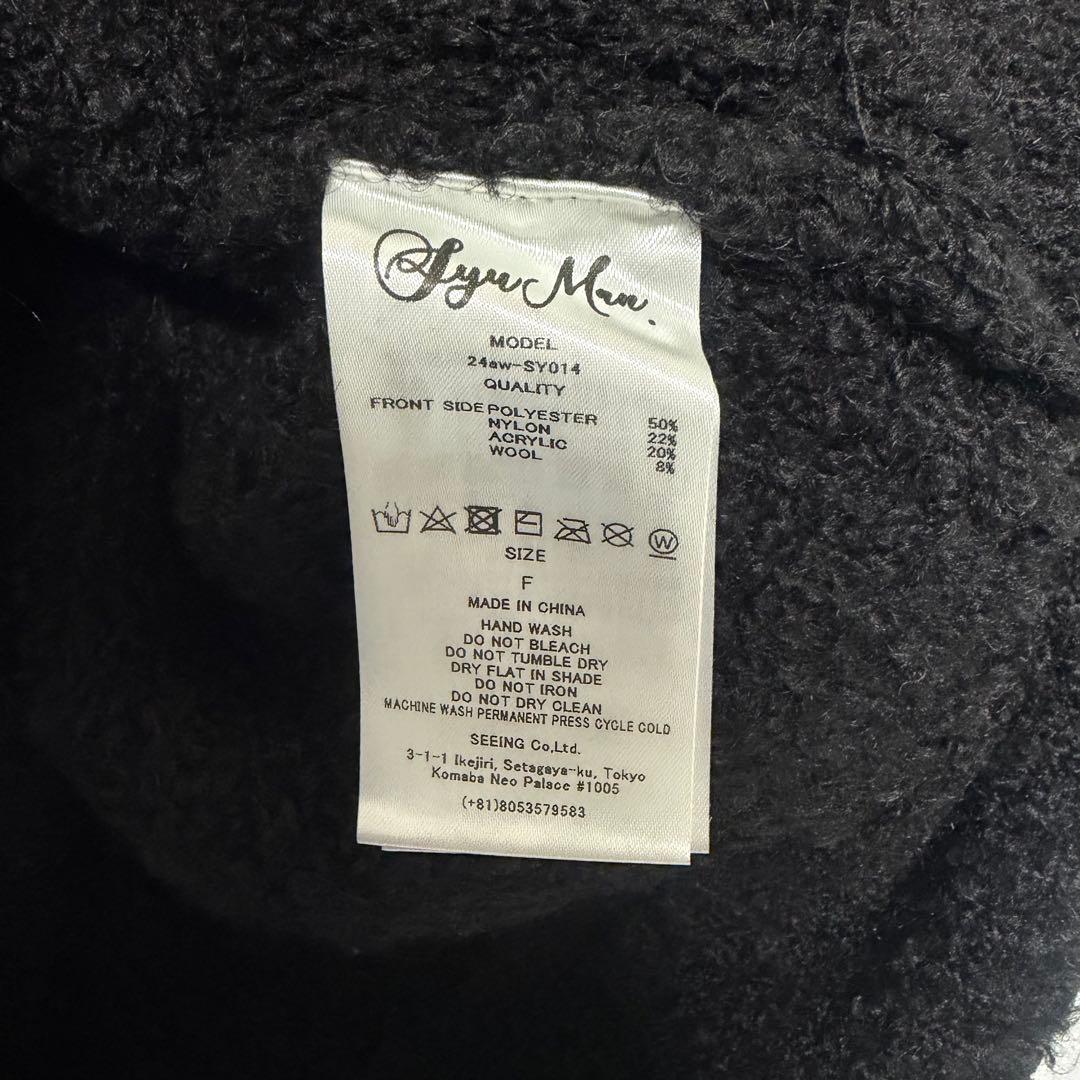 Syu Man.
MODEL
24aw-SY014
QUALITY
FRONT SIDE POLYESTER 50%
NYLON 22%
ACRYLIC 20%
WOOL 8%
W
SIZE
F
MADE IN CHINA
HAND WASH
DO NOT BLEACH
DO NOT TUMBLE DRY
DRY FLAT IN SHADE
DO NOT IRON
DO NOT DRY CLEAN
MACHINE WASH PERMANENT PRESS CYCLE COLD
SEEING Co,Ltd.
3-1-1 Ikejiri, Setagaya-ku, Tokyo
Komaba Neo Palace #1005
(+81)8053579583